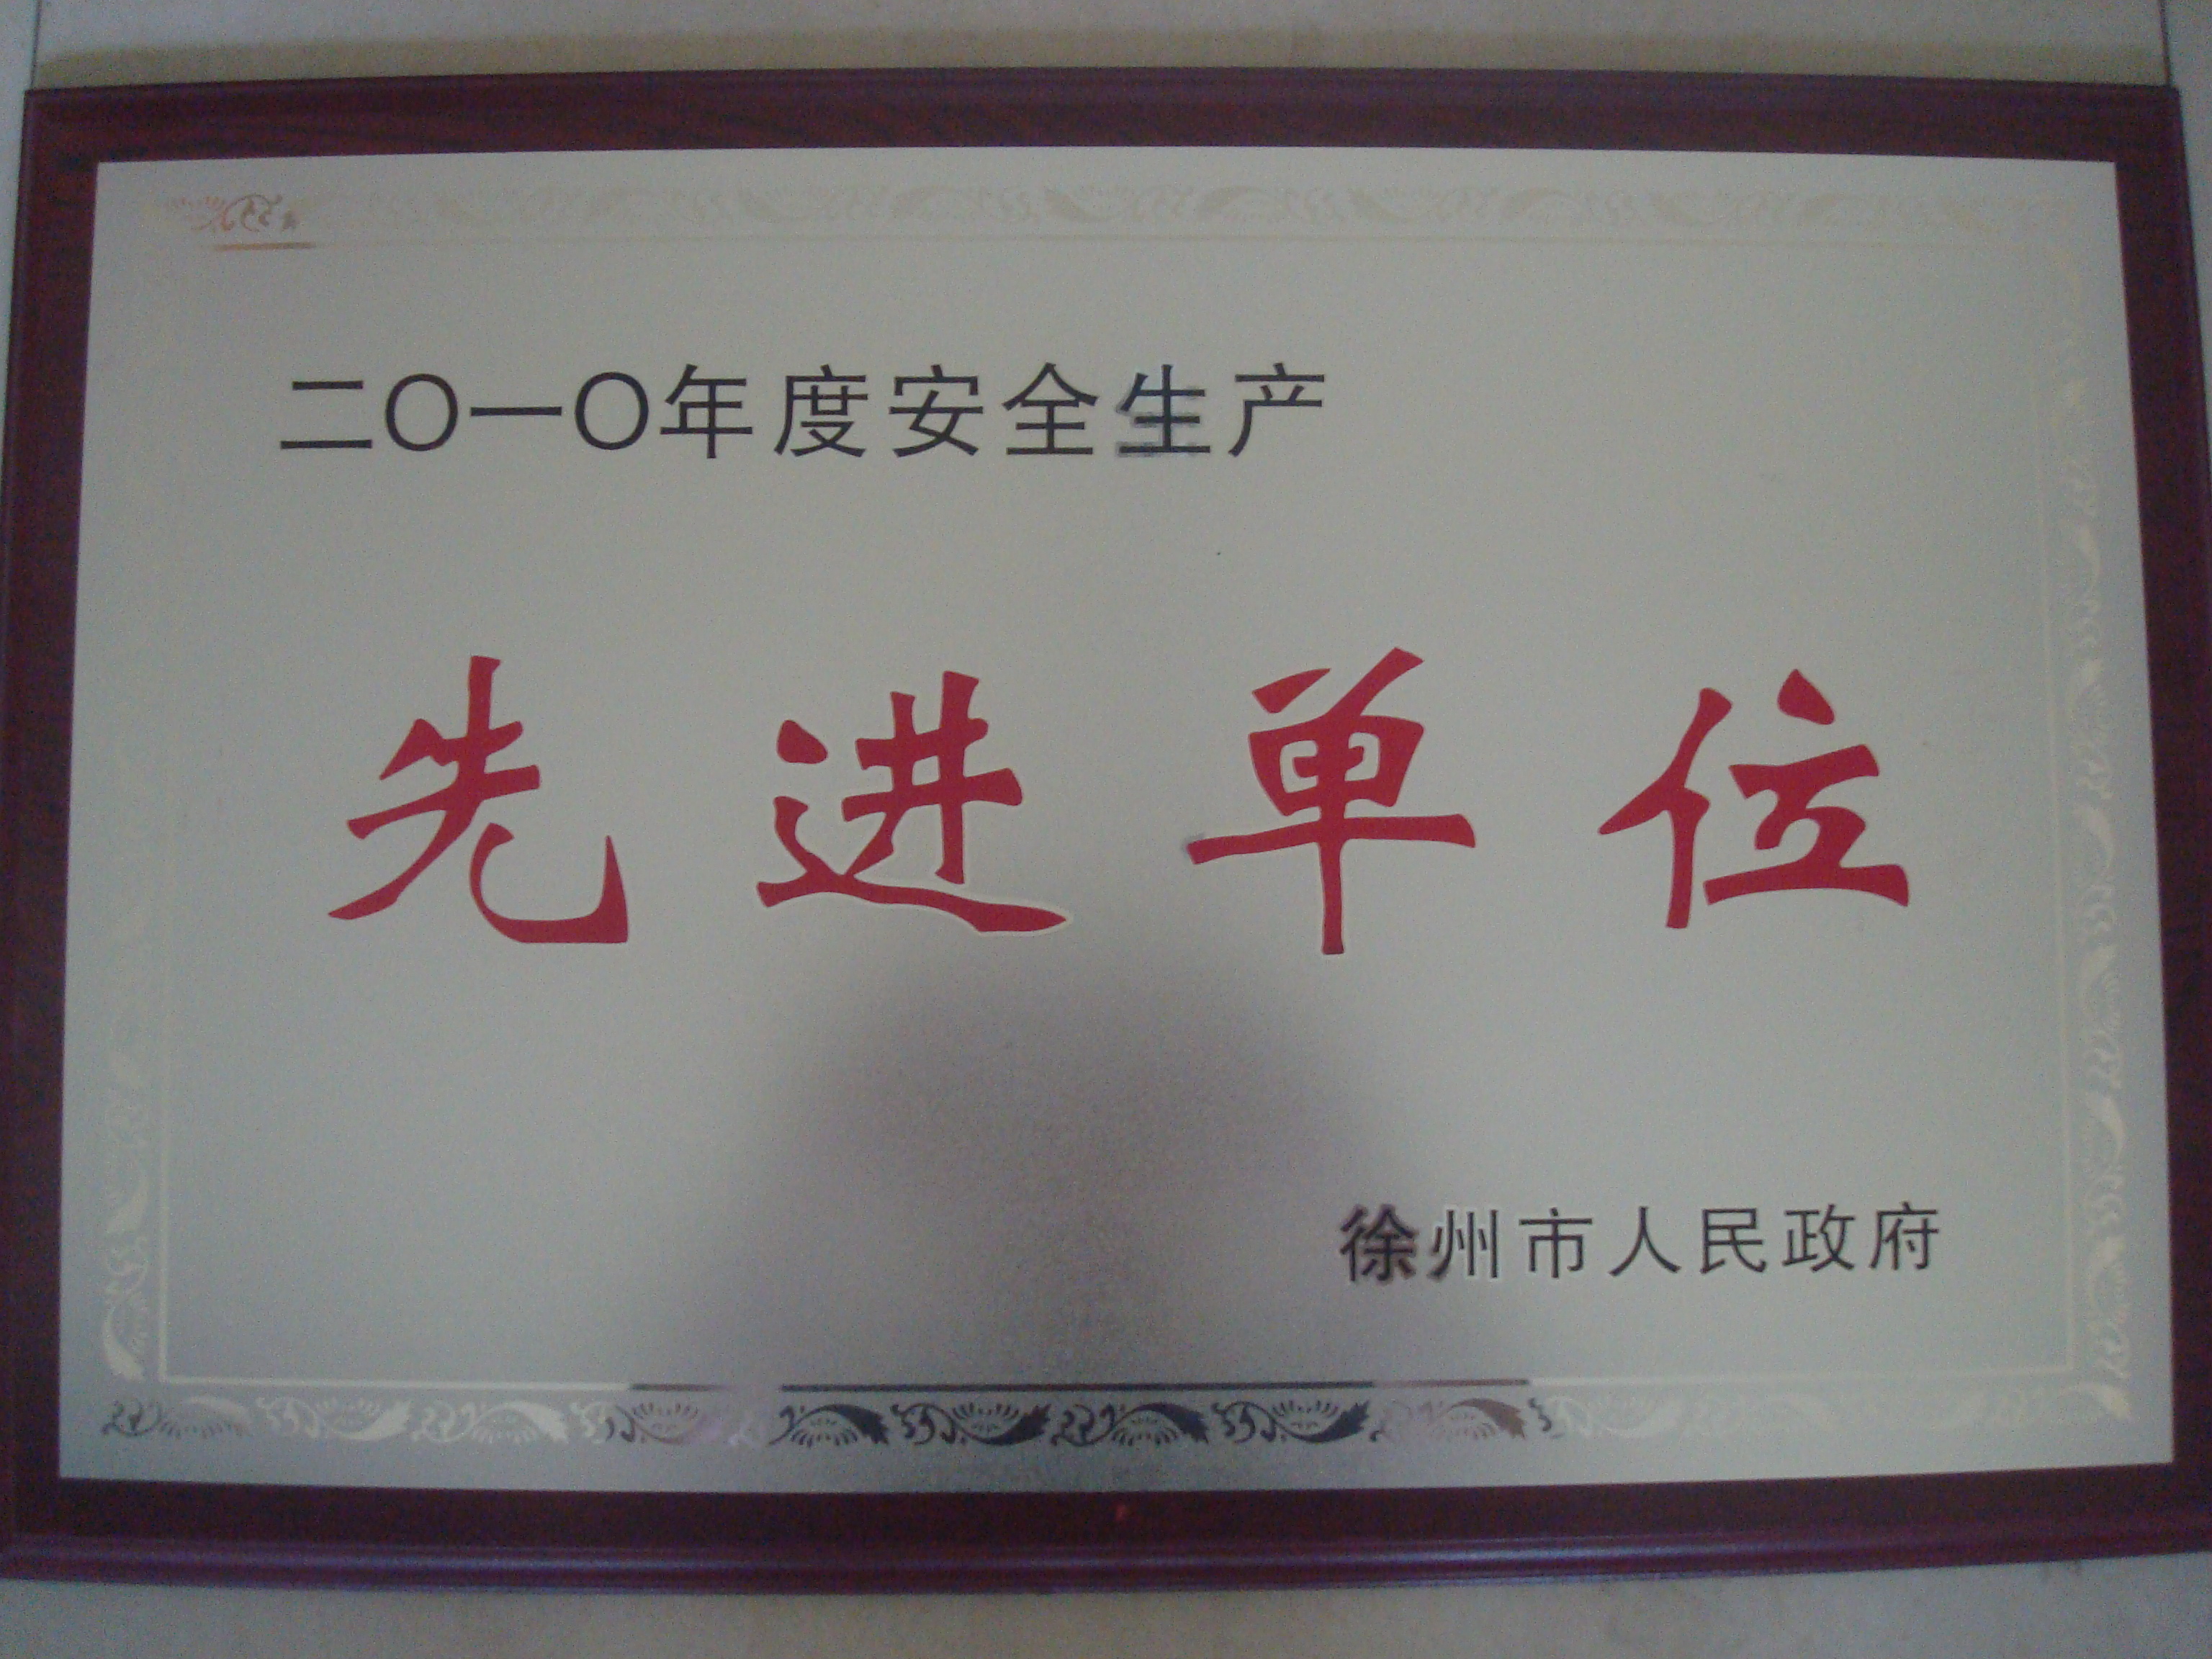 二〇一〇年度安全生产
先进单位
徐州市人民政府